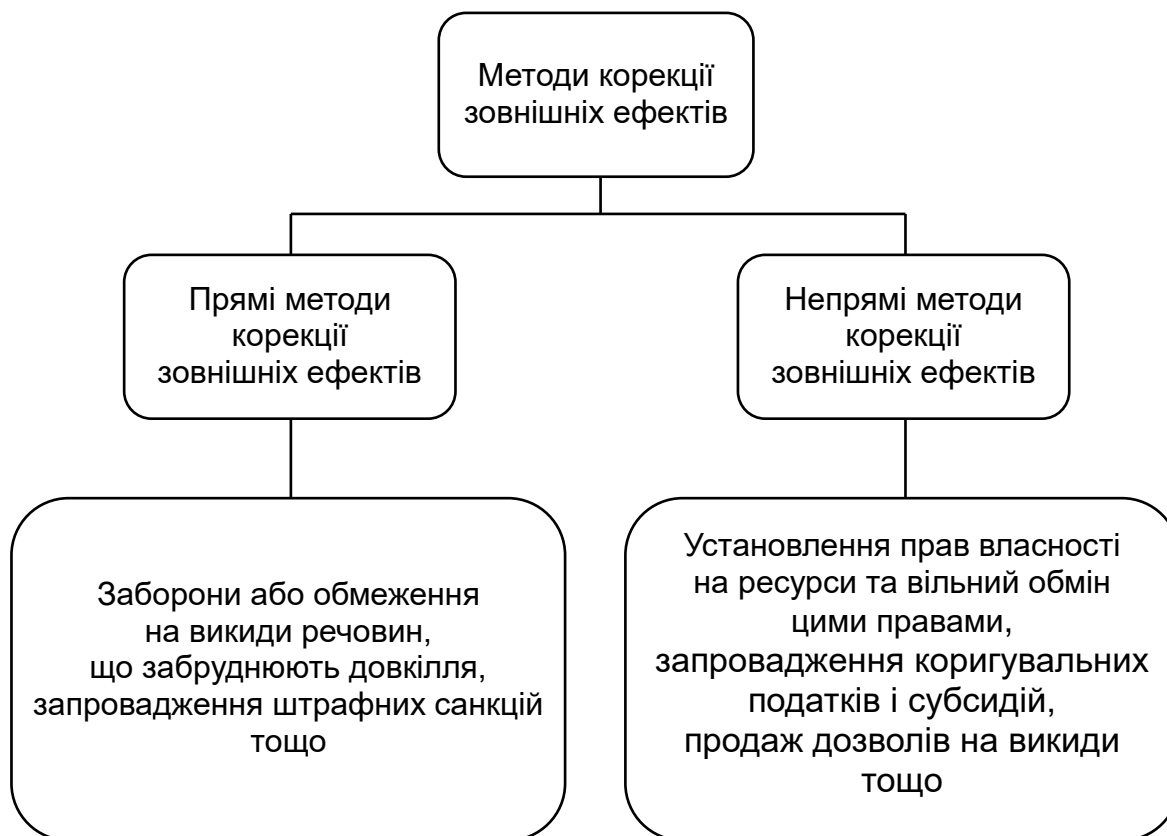 Методи корекції
зовнішніх ефектів
Прямі методи
корекції
зовнішніх ефектів
Непрямі методи
корекції
зовнішніх ефектів
Заборони або обмеження
на викиди речовин,
що забруднюють довкілля,
запровадження штрафних санкцій
тощо
Установлення прав власності
на ресурси та вільний обмін
цими правами,
запровадження коригувальних
податків і субсидій,
продаж дозволів на викиди
тощо